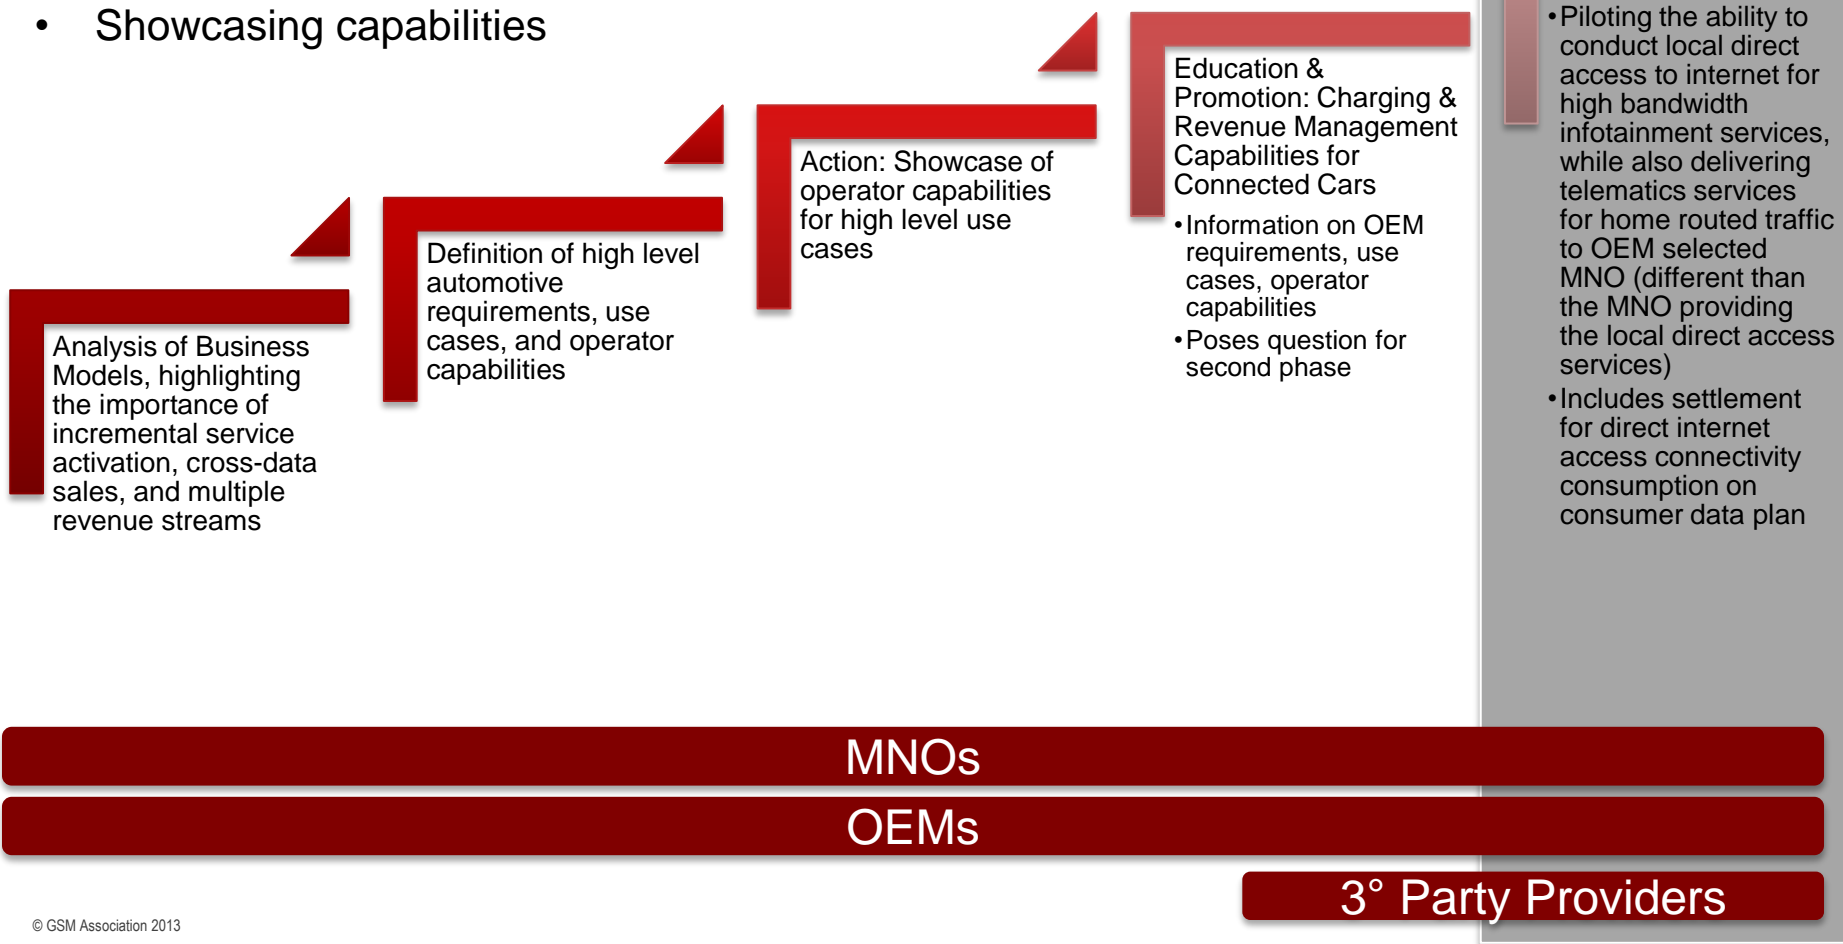 • Showcasing capabilities
Analysis of Business
Models, highlighting
the importance of
incremental service
activation, cross-data
sales, and multiple
revenue streams
Definition of high level
automotive
requirements, use
cases, and operator
capabilities
Action: Showcase of
operator capabilities
for high level use
cases
Education &
Promotion: Charging &
Revenue Management
Capabilities for
Connected Cars
•Information on OEM
requirements, use
cases, operator
capabilities
•Poses question for
second phase
•Piloting the ability to
conduct local direct
access to internet for
high bandwidth
infotainment services,
while also delivering
telematics services
for home routed traffic
to OEM selected
MNO (different than
the MNO providing
the local direct access
services)
•Includes settlement
for direct internet
access connectivity
consumption on
consumer data plan
MNOs
OEMs
3° Party Providers
© GSM Association 2013